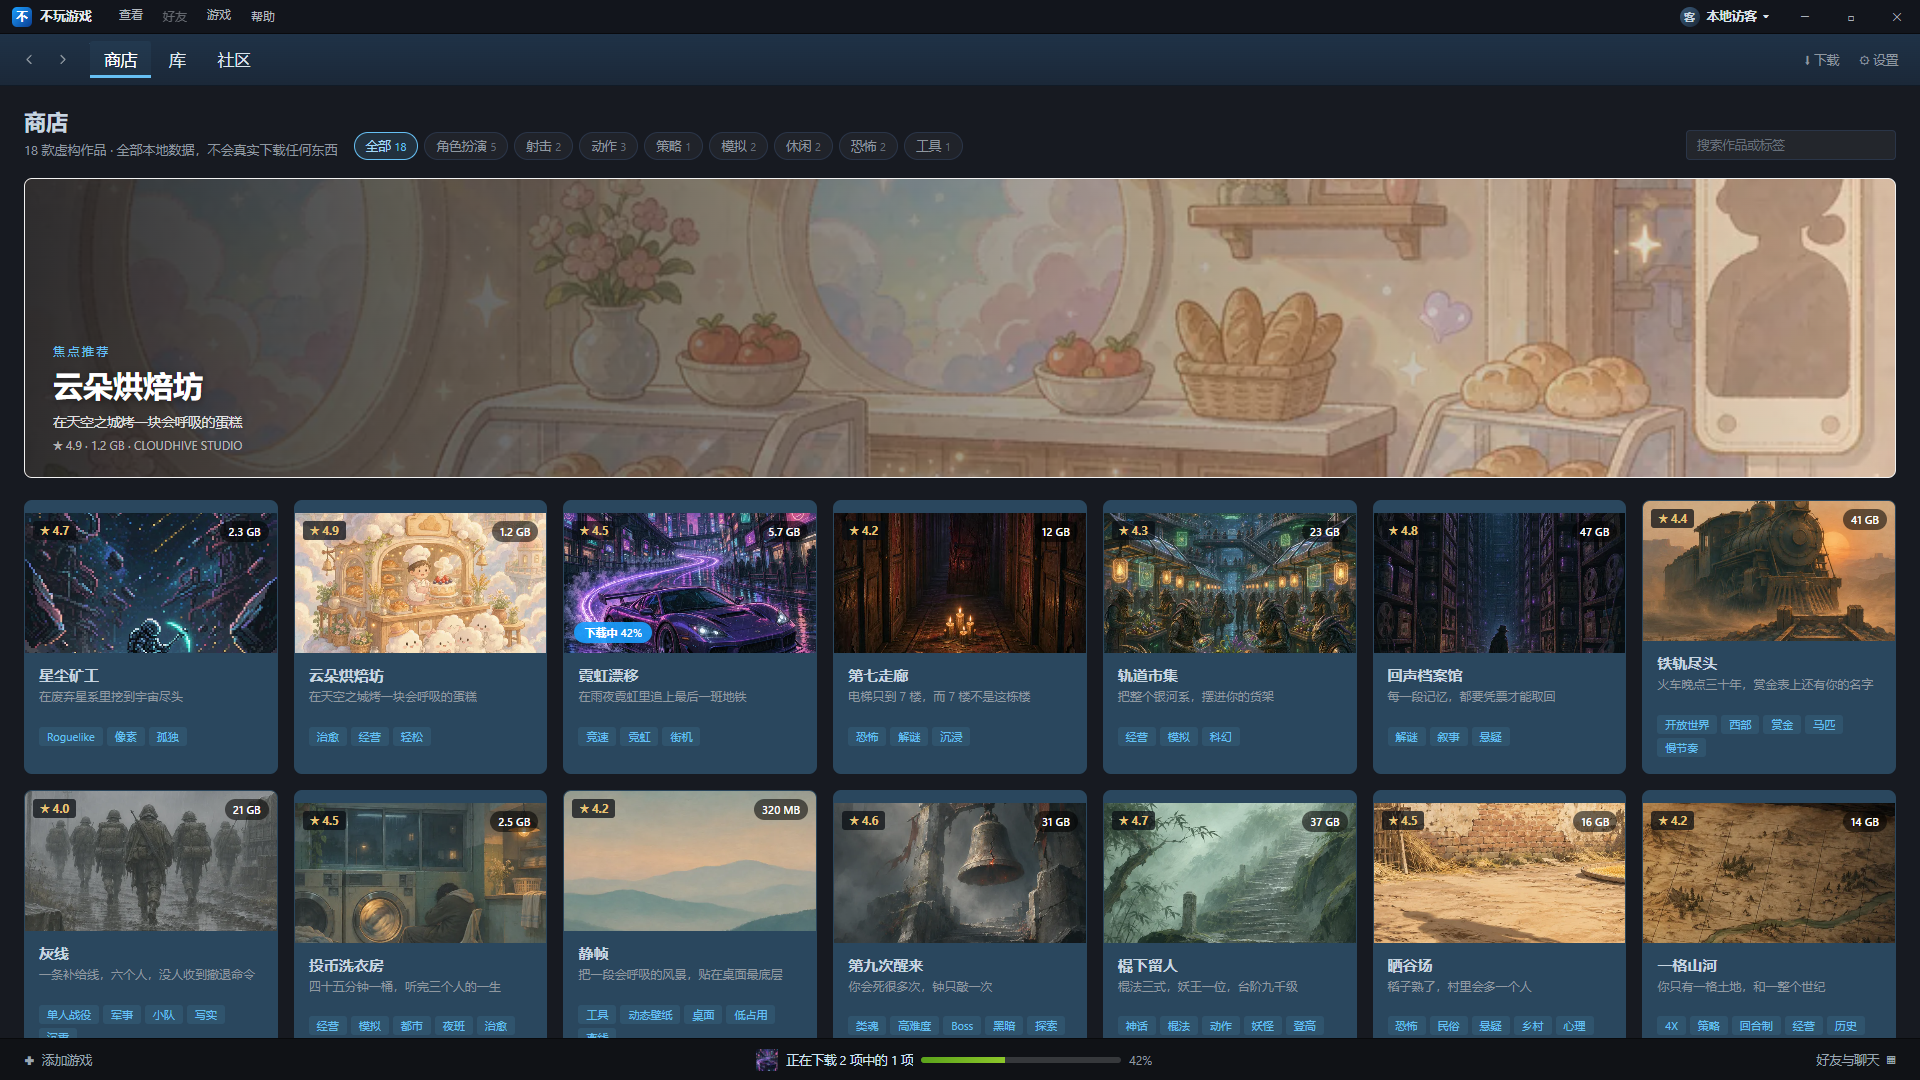 不 不玩游戏 查看 好友 游戏 帮助 客 本地访客
商店 库 社区 下载 设置
商店
18 款虚构作品 · 全部本地数据，不会真实下载任何东西
全部 18 角色扮演 5 射击 2 动作 3 策略 1 模拟 2 休闲 2 恐怖 2 工具 1
搜索作品或标签
焦点推荐
云朵烘焙坊
在天空之城烤一块会呼吸的蛋糕
★ 4.9 · 1.2 GB · CLOUDHIVE STUDIO
★ 4.7 2.3 GB
星尘矿工
在废弃星系里挖到宇宙尽头
Roguelike 像素 孤独
★ 4.9 1.2 GB
云朵烘焙坊
在天空之城烤一块会呼吸的蛋糕
治愈 经营 轻松
★ 4.5 5.7 GB
下载中 42%
霓虹漂移
在雨夜霓虹里追上最后一班地铁
竞速 霓虹 街机
★ 4.2 12 GB
第七走廊
电梯只到 7 楼，而 7 楼不是这栋楼
恐怖 解谜 沉浸
★ 4.3 23 GB
轨道市集
把整个银河系，摆进你的货架
经营 模拟 科幻
★ 4.8 47 GB
回声档案馆
每一段记忆，都要凭票才能取回
解谜 叙事 悬疑
★ 4.4 41 GB
铁轨尽头
火车晚点三十年，赏金表上还有你的名字
开放世界 西部 赏金 马匹
慢节奏
★ 4.0 21 GB
灰线
一条补给线，六个人，没人收到撤退命令
单人战役 军事 小队 写实
沉重
★ 4.5 2.5 GB
投币洗衣房
四十五分钟一桶，听完三个人的一生
经营 模拟 都市 夜班 治愈
★ 4.2 320 MB
静帧
把一段会呼吸的风景，贴在桌面最底层
工具 动态壁纸 桌面 低占用
★ 4.6 31 GB
第九次醒来
你会死很多次，钟只敲一次
类魂 高难度 Boss 黑暗 探索
★ 4.7 37 GB
棍下留人
棍法三式，妖王一位，台阶九千级
神话 棍法 动作 妖怪 登高
★ 4.5 16 GB
晒谷场
稻子熟了，村里会多一个人
恐怖 民俗 悬疑 乡村 心理
★ 4.2 14 GB
一格山河
你只有一格土地，和一整个世纪
4X 策略 回合制 经营 历史
添加游戏 正在下载 2 项中的 1 项 42% 好友与聊天